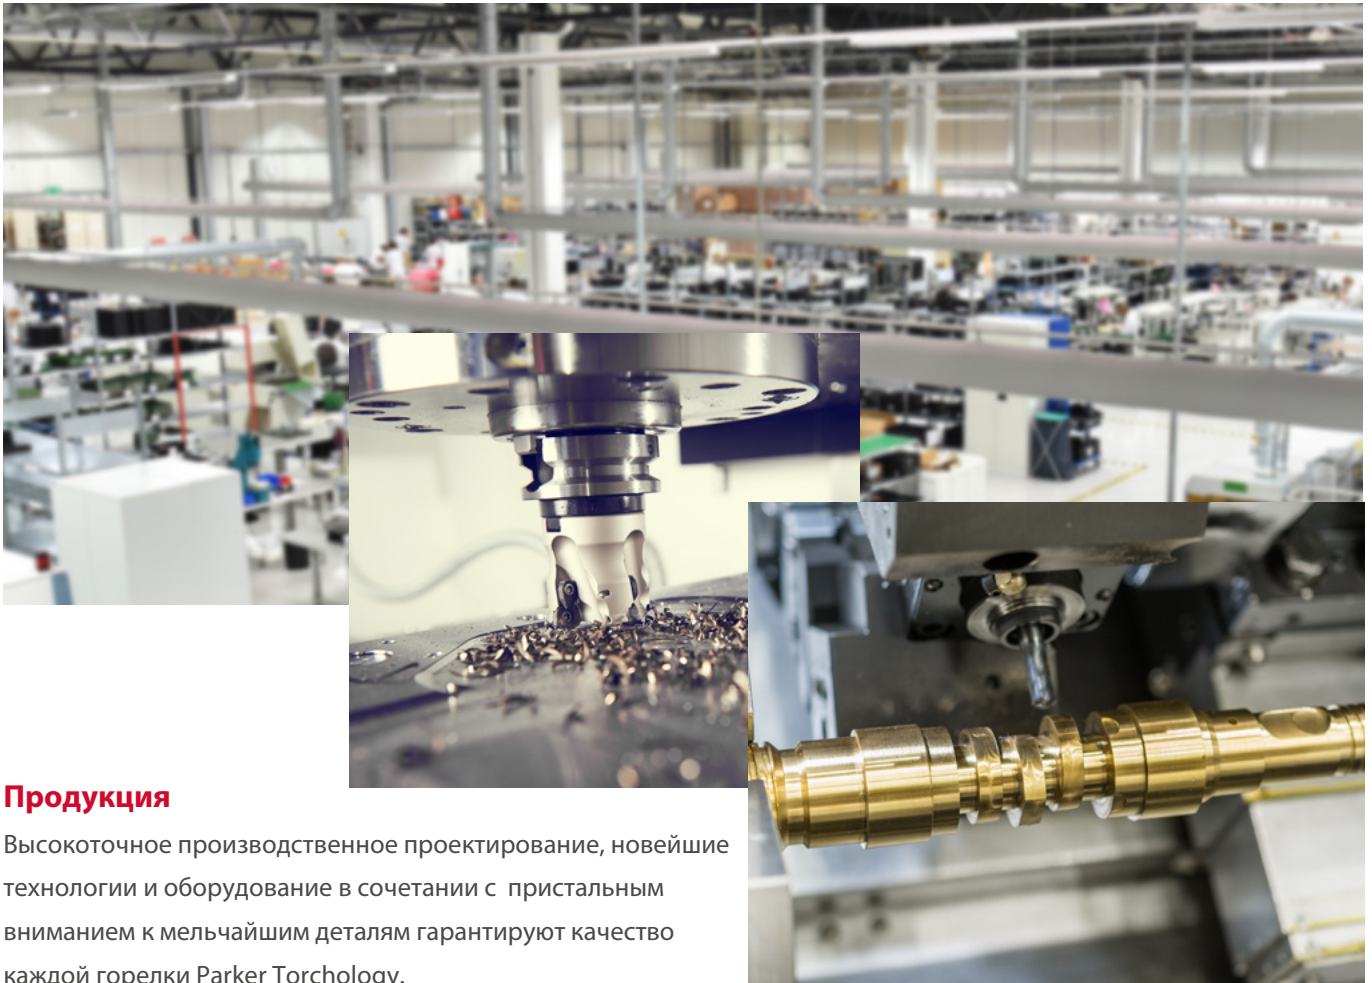 Продукция
Высокоточное производственное проектирование, новейшие
технологии и оборудование в сочетании с пристальным
вниманием к мельчайшим деталям гарантируют качество
каждой горелки Parker Torchology.